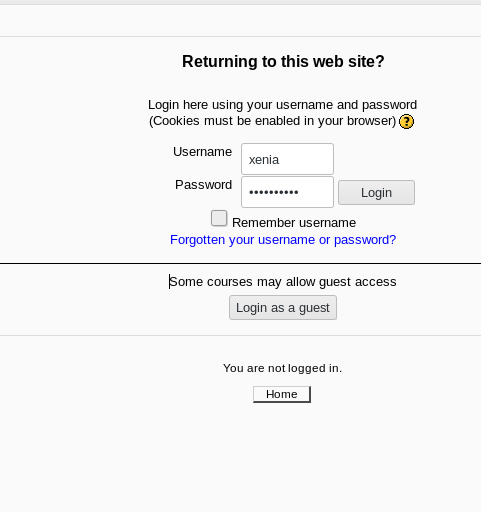 Returning to this web site?
Login here using your username and password
(Cookies must be enabled in your browser) ?
Username xenia
Password ••••••••••
Login
Remember username
Forgotten your username or password?
Some courses may allow guest access
Login as a guest
You are not logged in.
Home